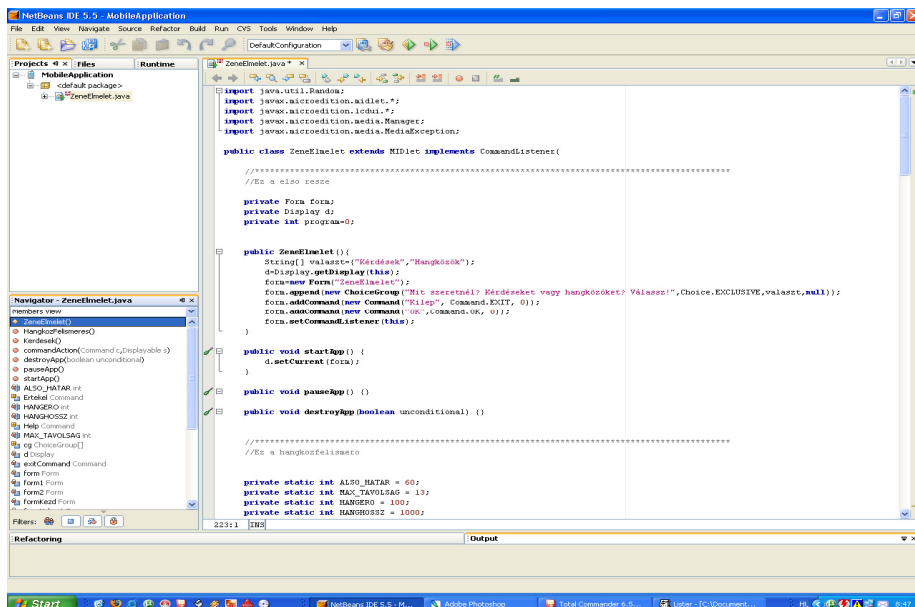 NetBeans IDE 5.5 - MobileApplication
File Edit View Navigate Source Refactor Build Run CVS Tools Window Help
DefaultConfiguration
Projects Files Runtime
MobileApplication
<default package>
ZeneElmelet.java
ZeneElmelet.java *
import java.util.Random;
import javax.microedition.midlet.*;
import javax.microedition.lcdui.*;
import javax.microedition.media.Manager;
import javax.microedition.media.MediaException;
public class ZeneElmelet extends MIDlet implements CommandListener{
//Ez a elso resze
private Form form;
private Display d;
private int program=0;
public ZeneElmelet(){
String[] valaszt={"Kérdések","Hangközök"};
d=Display.getDisplay(this);
form=new Form("ZeneElmelet");
form.append(new ChoiceGroup("Mit szeretnél? Kérdéseket vagy hangközöket? Válassz!",Choice.EXCLUSIVE,valaszt,null));
form.addCommand(new Command("Kilep", Command.EXIT, 0));
form.addCommand(new Command("OK",Command.OK, 0));
form.setCommandListener(this);
}
public void startApp() {
d.setCurrent(form);
}
public void pauseApp() {}
public void destroyApp(boolean unconditional) {}
//Ez a hangkozfelismero
private static int ALSO_HATAR = 60;
private static int MAX_TAVOLSAG = 13;
private static int HANGERO = 100;
private static int HANGHOSSZ = 1000;
223:1 INS
Navigator - ZeneElmelet.java
Members View
ZeneElmelet()
HangkozFelismeres()
Kerdesek()
commandAction(Command c,Displayable s)
destroyApp(boolean unconditional)
pauseApp()
startApp()
ALSO_HATAR int
Ertekel Command
HANGERO int
HANGHOSSZ int
Help Command
MAX_TAVOLSAG int
cg ChoiceGroup[]
d Display
exitCommand Command
form Form
form1 Form
form2 Form
formKezd Form
Filters:
Refactoring
Output
Start
NetBeans IDE 5.5 - M...
Adobe Photoshop
Total Commander 6.5...
Lister - [C:\Document...
HL
8:47